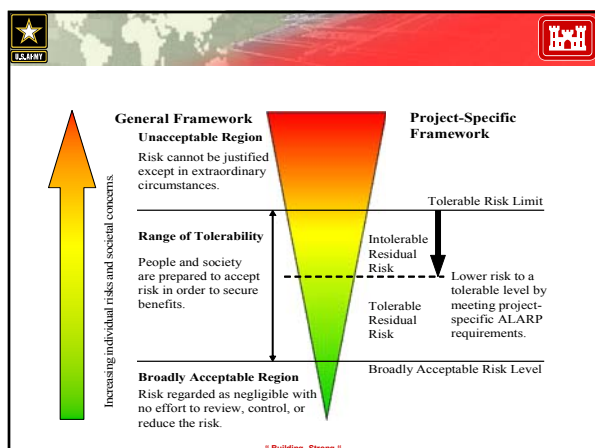 U.S.ARMY
General Framework
Project-Specific
Framework
Unacceptable Region
Risk cannot be justified
except in extraordinary
circumstances.
Tolerable Risk Limit
Range of Tolerability
People and society
are prepared to accept
risk in order to secure
benefits.
Intolerable
Residual
Risk
Lower risk to a
tolerable level by
meeting project-
specific ALARP
requirements.
Tolerable
Residual
Risk
Broadly Acceptable Risk Level
Broadly Acceptable Region
Risk regarded as negligible with
no effort to review, control, or
reduce the risk.
Increasing individual risks and societal concerns.
" Building Strong "